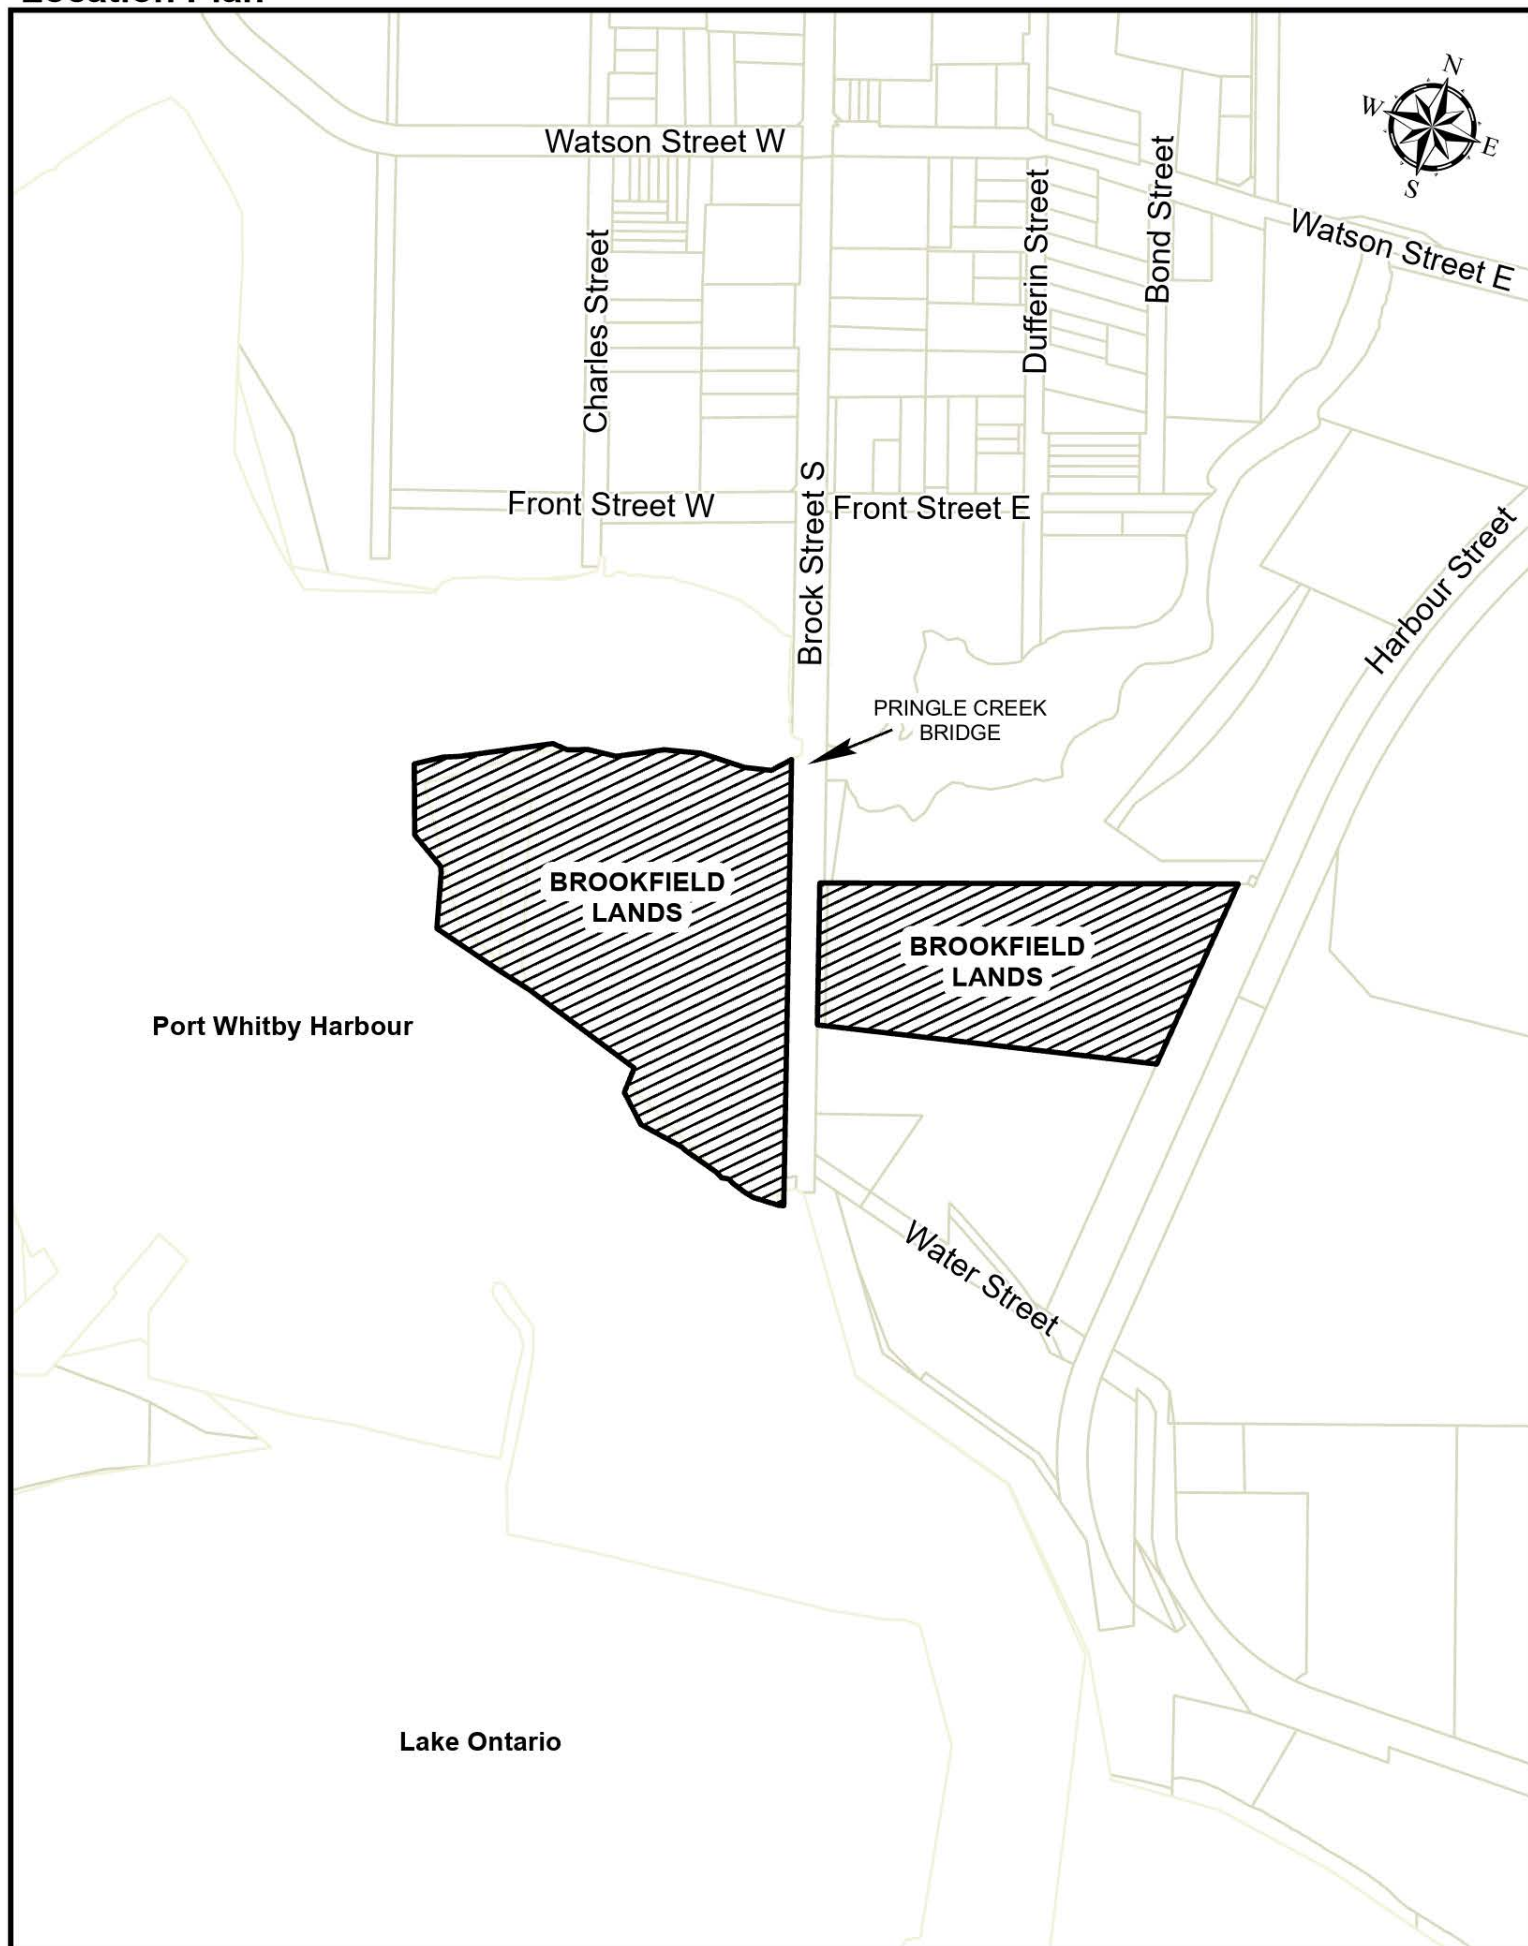 Location Plan
N
W
E
S
Watson Street W
Bond Street
Dufferin Street
Watson Street E
Charles Street
Brock Street S
Front Street W
Front Street E
Harbour Street
PRINGLE CREEK
BRIDGE
BROOKFIELD
LANDS
BROOKFIELD
LANDS
Port Whitby Harbour
Water Street
Lake Ontario